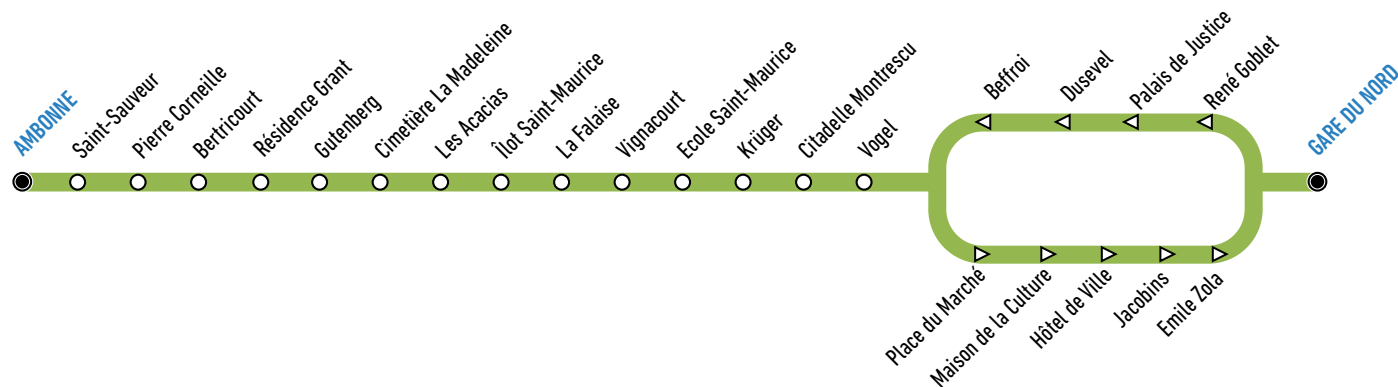 AMBONNE
Saint-Sauveur
Pierre Corneille
Bertricourt
Résidence Grant
Gutenberg
Cimetière La Madeleine
Les Acacias
Îlot Saint-Maurice
La Falaise
Vignacourt
Ecole Saint-Maurice
Krüger
Citadelle Montrescu
Vogel
Beffroi
Dusevel
Palais de Justice
René Goblet
GARE DU NORD
Place du Marché
Maison de la Culture
Hôtel de Ville
Jacobins
Emile Zola